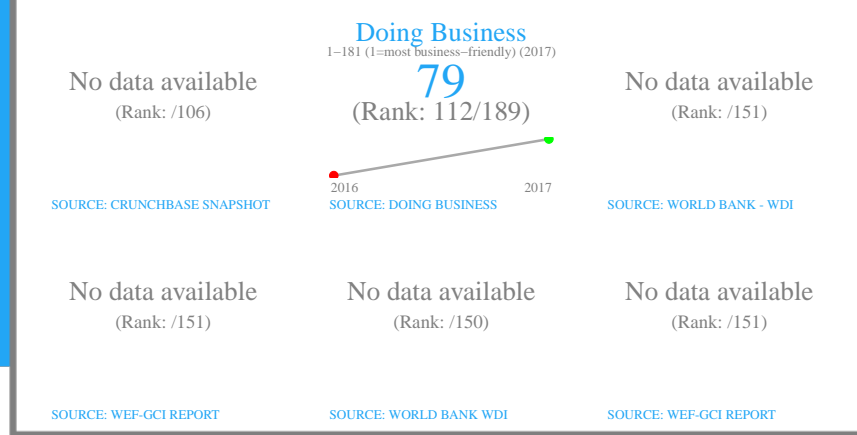 Doing Business
1−181 (1=most business−friendly) (2017)
79
(Rank: 112/189)
2016 2017
SOURCE: DOING BUSINESS
No data available
(Rank: /106)
SOURCE: CRUNCHBASE SNAPSHOT
No data available
(Rank: /151)
SOURCE: WORLD BANK - WDI
No data available
(Rank: /151)
SOURCE: WEF-GCI REPORT
No data available
(Rank: /150)
SOURCE: WORLD BANK WDI
No data available
(Rank: /151)
SOURCE: WEF-GCI REPORT